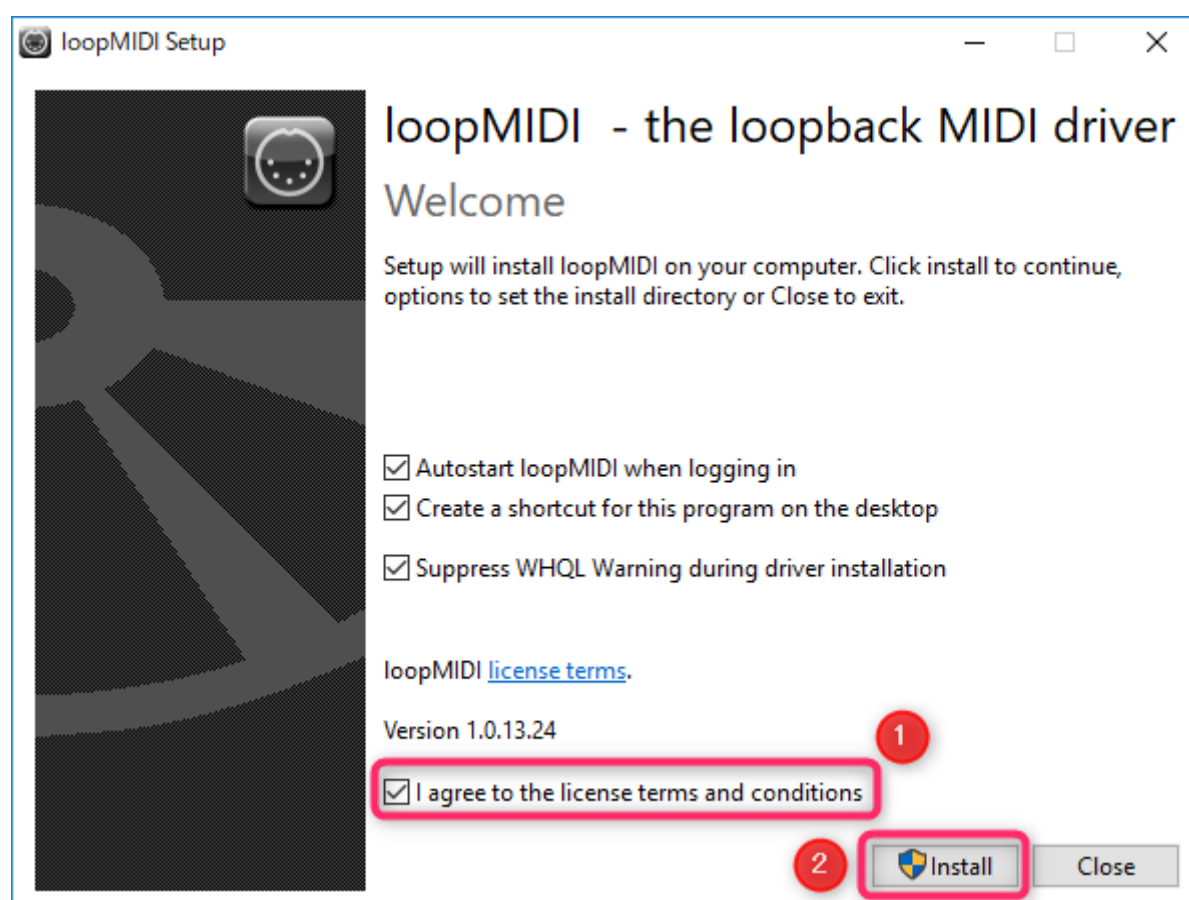 loopMIDI Setup
loopMIDI - the loopback MIDI driver
Welcome
Setup will install loopMIDI on your computer. Click install to continue,
options to set the install directory or Close to exit.
Autostart loopMIDI when logging in
Create a shortcut for this program on the desktop
Suppress WHQL Warning during driver installation
loopMIDI license terms.
Version 1.0.13.24
1
I agree to the license terms and conditions
2
Install
Close